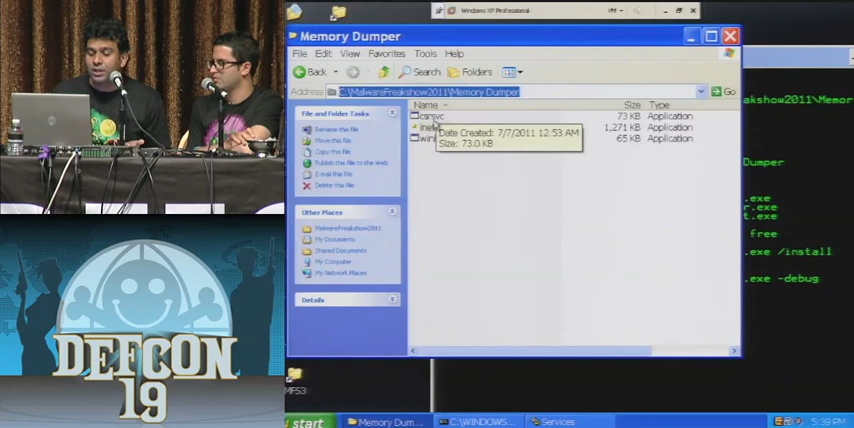 Windows XP Professional
VM
Memory Dumper
File Edit View Favorites Tools Help
Back Search Folders
Address C:\MalwareFreakshow2011\Memory Dumper Go
File and Folder Tasks
Rename this file
Move this file
Copy this file
Publish this file to the Web
E-mail this file
Delete this file
Other Places
MalwareFreakshow2011
My Documents
Shared Documents
My Computer
My Network Places
Details
Name Size Type
csrsvc 73 KB Application
1,271 KB Application
65 KB Application
Date Created: 7/7/2011 12:53 AM
Size: 73.0 KB
eakshow2011\Memor
Dumper
.exe
r.exe
t.exe
free
.exe /install
.exe -debug
MFS3
start Memory Dum... C:\WINDOWS... Services 5:39 PM
DEFCON
19